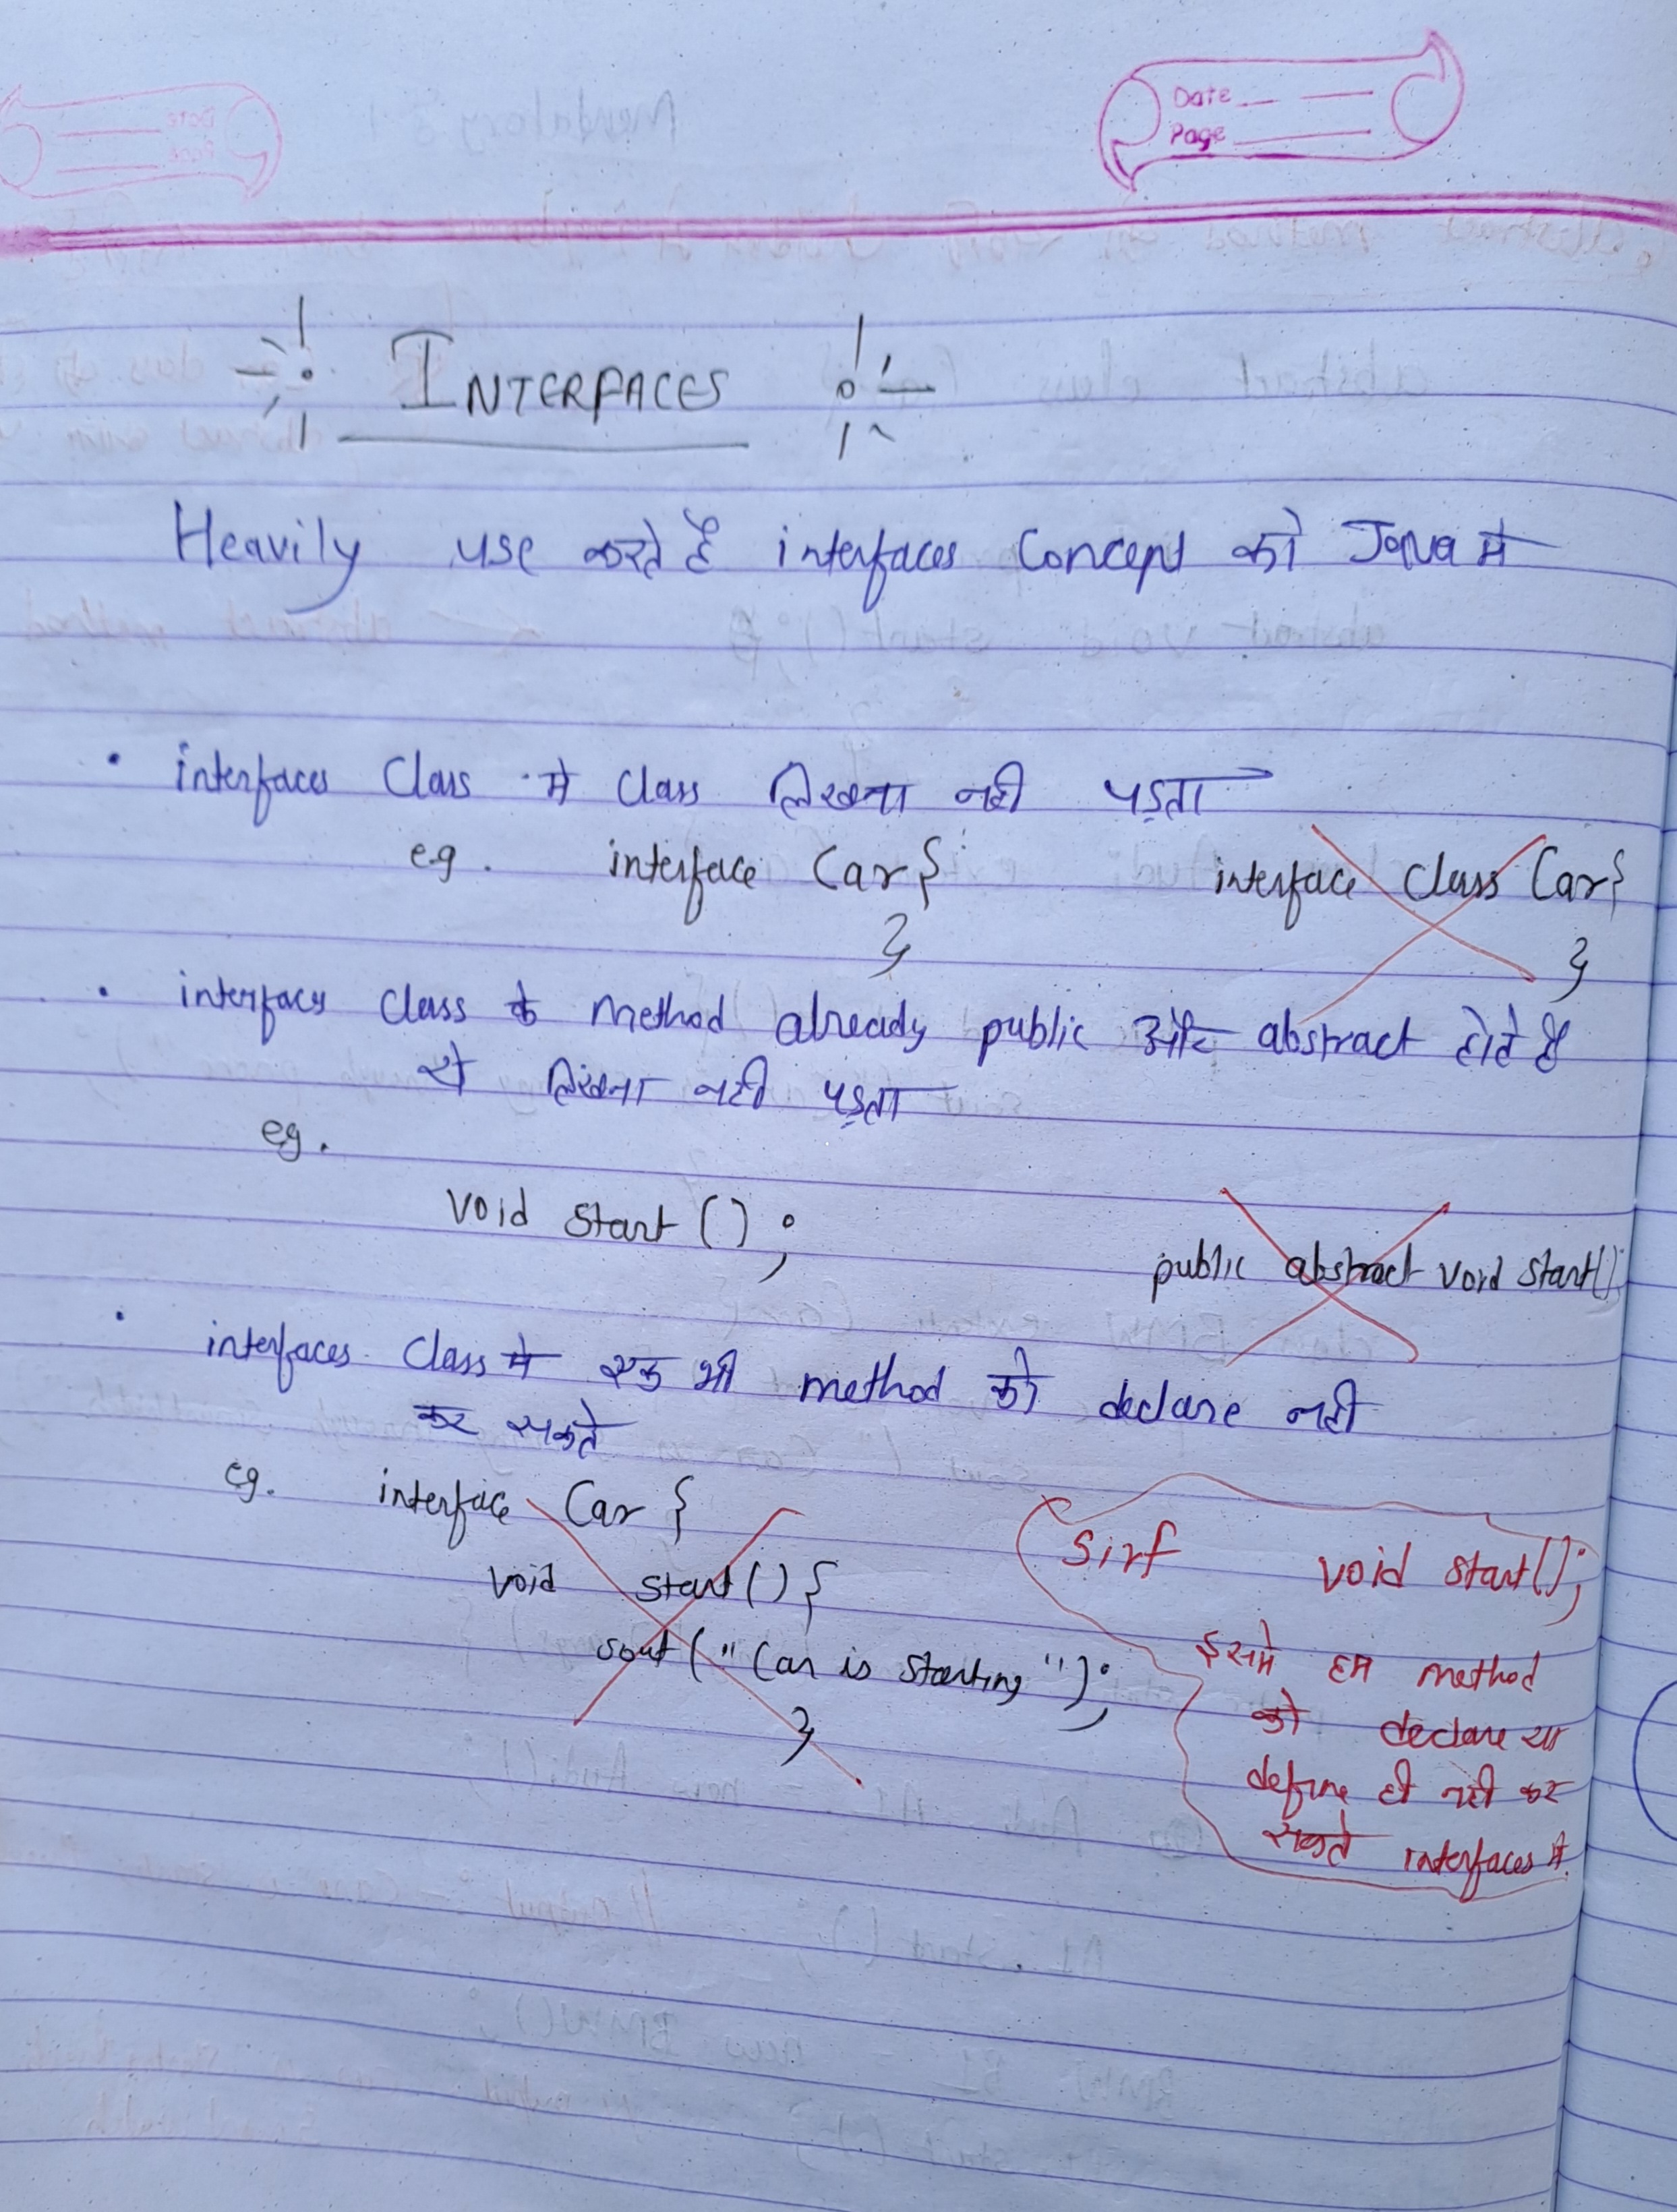 Date
Page
INTERFACES
Heavily use करते है interfaces Concept को Java मे
• interfaces Class मे class लिखना नही पड़ता
e.g. interface Car{ interface class Car{
} }
• interfaces class के method already public और abstract होते है
सो लिखना नही पड़ता
eg.
void start();
public abstract void start();
• interfaces class मे एक भी method को declare नही
कर सकते
eg. interface Car {
void start(){
sout("Car is starting");
}
Sirf void start();
इसमे हम method
को declare या
define ही नही कर
सकते interfaces मे.